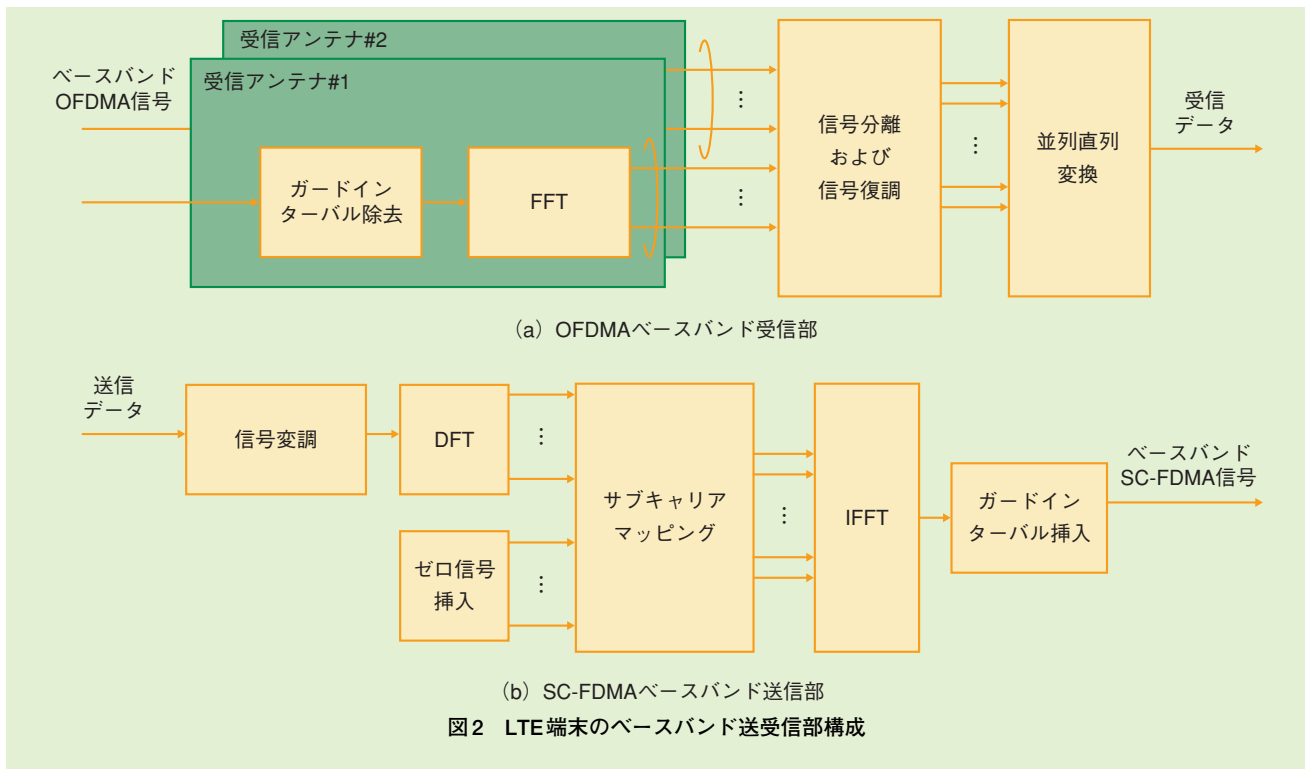 受信アンテナ#2
受信アンテナ#1
ベースバンド
OFDMA信号
ガードイン
ターバル除去
FFT
信号分離
および
信号復調
並列直列
変換
受信
データ
（a）OFDMAベースバンド受信部
送信
データ
信号変調
DFT
ゼロ信号
挿入
サブキャリア
マッピング
IFFT
ガードイン
ターバル挿入
ベースバンド
SC-FDMA信号
（b）SC-FDMAベースバンド送信部
図2　LTE端末のベースバンド送受信部構成